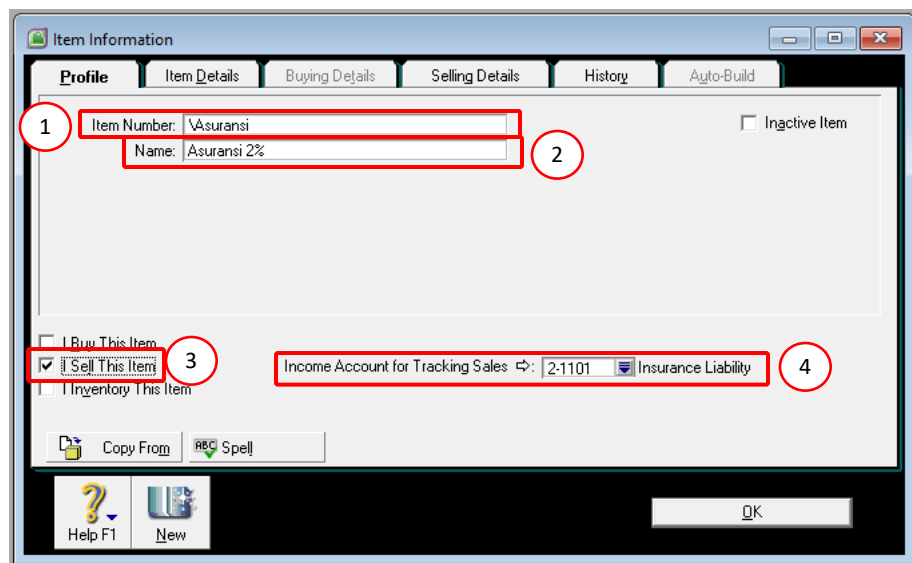 Item Information
Profile Item Details Buying Details Selling Details History Auto-Build
1 Item Number: \Asuransi Inactive Item
Name: Asuransi 2% 2
I Buy This Item
I Sell This Item 3 Income Account for Tracking Sales ⇨: 2-1101 Insurance Liability 4
I Inventory This Item
Copy From ABC Spell
Help F1 New OK